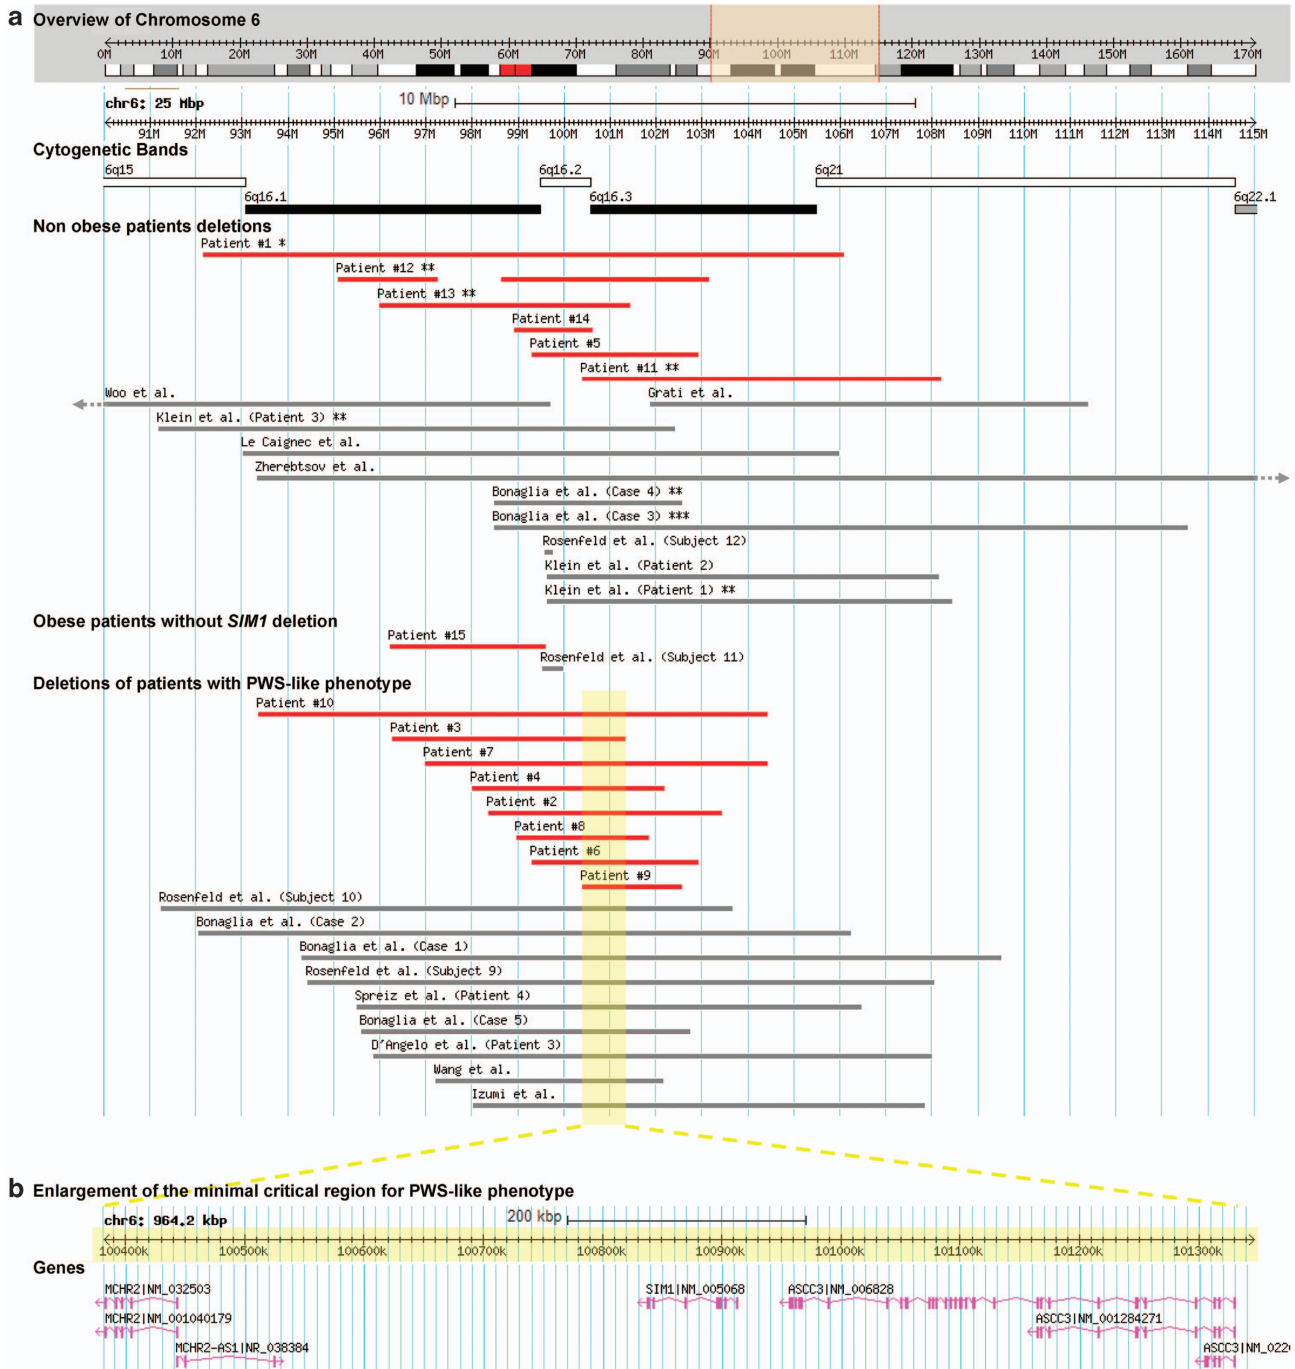 a Overview of Chromosome 6
0M 10M 20M 30M 40M 50M 60M 70M 80M 90M 100M 110M 120M 130M 140M 150M 160M 170M
chr6: 25 Mbp
10 Mbp
91M 92M 93M 94M 95M 96M 97M 98M 99M 100M 101M 102M 103M 104M 105M 106M 107M 108M 109M 110M 111M 112M 113M 114M 115M
Cytogenetic Bands
6q15 6q16.2 6q21
6q16.1 6q16.3 6q22.1
Non obese patients deletions
Patient #1 *
Patient #12 **
Patient #13 **
Patient #14
Patient #5
Patient #11 **
Woo et al. Grati et al.
Klein et al. (Patient 3) **
Le Caignec et al.
Zherebtsov et al.
Bonaglia et al. (Case 4) **
Bonaglia et al. (Case 3) ***
Rosenfeld et al. (Subject 12)
Klein et al. (Patient 2)
Klein et al. (Patient 1) **
Obese patients without SIM1 deletion
Patient #15
Rosenfeld et al. (Subject 11)
Deletions of patients with PWS-like phenotype
Patient #10
Patient #3
Patient #7
Patient #4
Patient #2
Patient #8
Patient #6
Patient #9
Rosenfeld et al. (Subject 10)
Bonaglia et al. (Case 2)
Bonaglia et al. (Case 1)
Rosenfeld et al. (Subject 9)
Spreiz et al. (Patient 4)
Bonaglia et al. (Case 5)
D'Angelo et al. (Patient 3)
Wang et al.
Izumi et al.
b Enlargement of the minimal critical region for PWS-like phenotype
chr6: 964.2 kbp
200 kbp
100400k 100500k 100600k 100700k 100800k 100900k 101000k 101100k 101200k 101300k
Genes
MCHR2|NM_032503 SIM1|NM_005068 ASCC3|NM_006828
MCHR2|NM_001040179 ASCC3|NM_001284271
MCHR2-AS1|NR_038384 ASCC3|NM_022